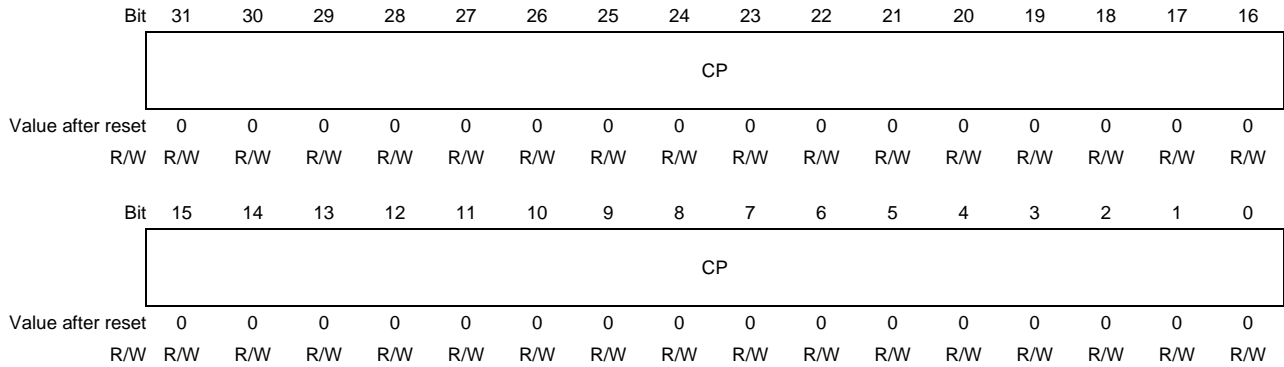 Bit 31 30 29 28 27 26 25 24 23 22 21 20 19 18 17 16
CP
Value after reset 0 0 0 0 0 0 0 0 0 0 0 0 0 0 0 0
R/W R/W R/W R/W R/W R/W R/W R/W R/W R/W R/W R/W R/W R/W R/W R/W R/W
Bit 15 14 13 12 11 10 9 8 7 6 5 4 3 2 1 0
CP
Value after reset 0 0 0 0 0 0 0 0 0 0 0 0 0 0 0 0
R/W R/W R/W R/W R/W R/W R/W R/W R/W R/W R/W R/W R/W R/W R/W R/W R/W